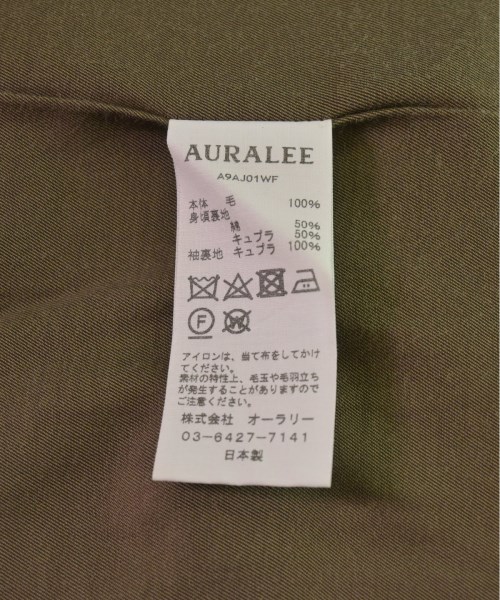 AURALEE
A9AJ01WF
本体 毛 100%
身頃裏地
綿 50%
キュプラ 50%
袖裏地 キュプラ 100%
F W
アイロンは、当て布をしてかけ
てください。
素材の特性上、毛玉や毛羽立ち
が発生することがありますので
ご注意ください。
株式会社 オーラリー
03-6427-7141
日本製